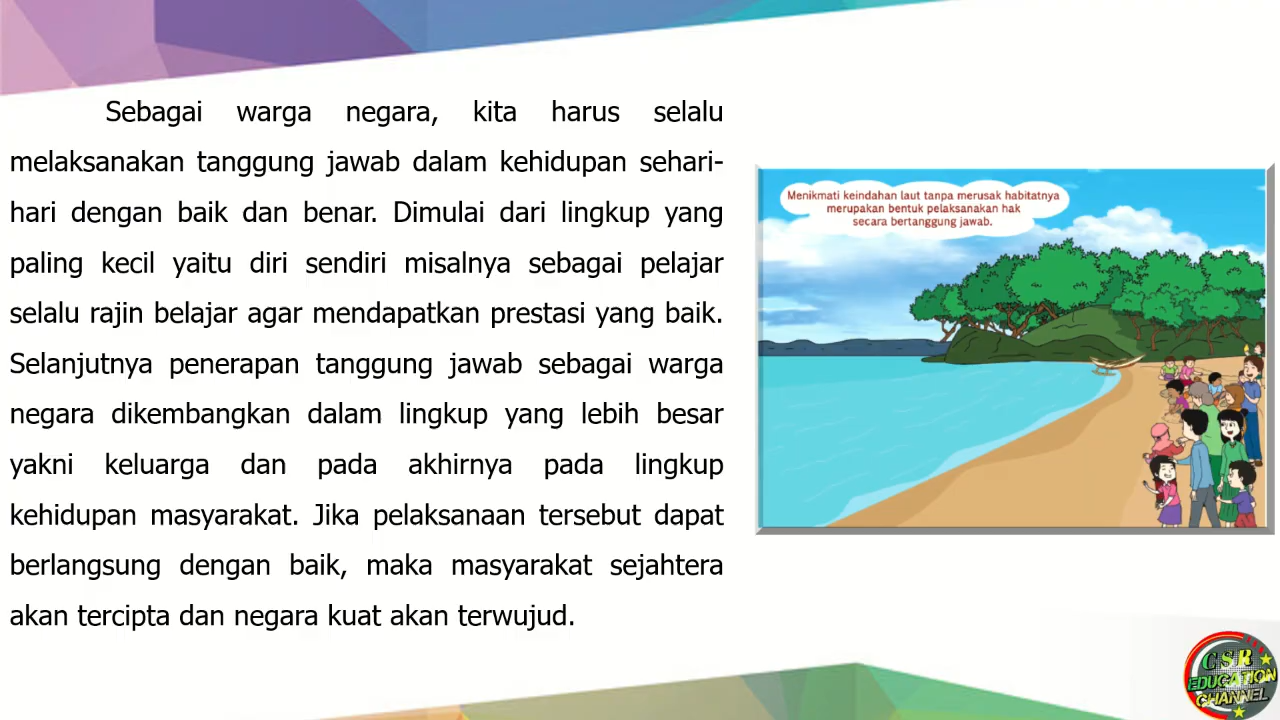 Sebagai warga negara, kita harus selalu
melaksanakan tanggung jawab dalam kehidupan sehari-
hari dengan baik dan benar. Dimulai dari lingkup yang
paling kecil yaitu diri sendiri misalnya sebagai pelajar
selalu rajin belajar agar mendapatkan prestasi yang baik.
Selanjutnya penerapan tanggung jawab sebagai warga
negara dikembangkan dalam lingkup yang lebih besar
yakni keluarga dan pada akhirnya pada lingkup
kehidupan masyarakat. Jika pelaksanaan tersebut dapat
berlangsung dengan baik, maka masyarakat sejahtera
akan tercipta dan negara kuat akan terwujud.
Menikmati keindahan laut tanpa merusak habitatnya
merupakan bentuk pelaksanakan hak
secara bertanggung jawab.
CSR
EDUCATION
CHANNEL